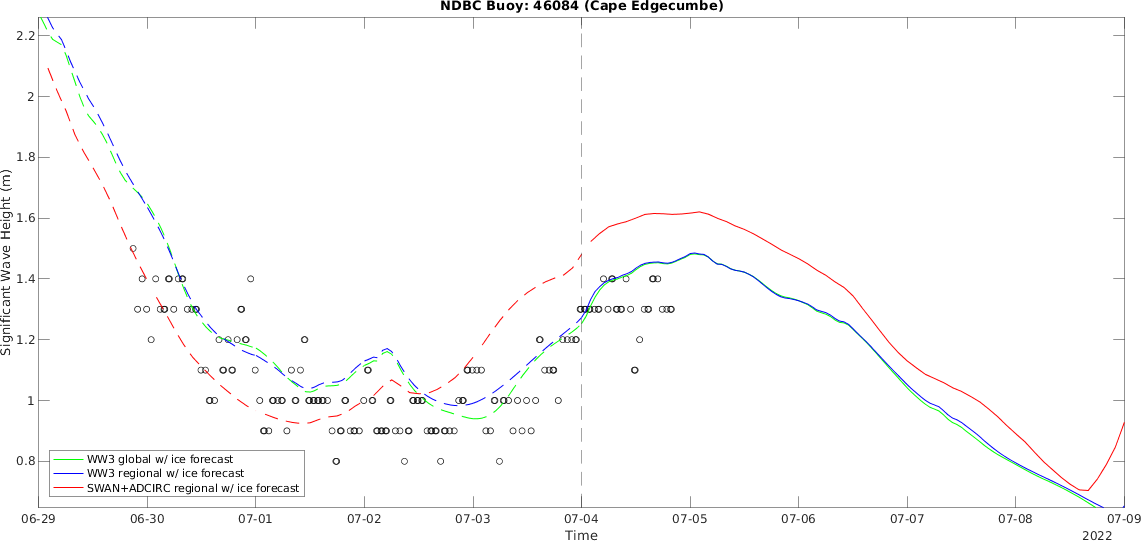 NDBC Buoy: 46084 (Cape Edgecumbe)
Significant Wave Height (m)
2.2
2
1.8
1.6
1.4
1.2
1
0.8
WW3 global w/ ice forecast
WW3 regional w/ ice forecast
SWAN+ADCIRC regional w/ ice forecast
06-29 06-30 07-01 07-02 07-03 07-04 07-05 07-06 07-07 07-08 07-09
Time
2022